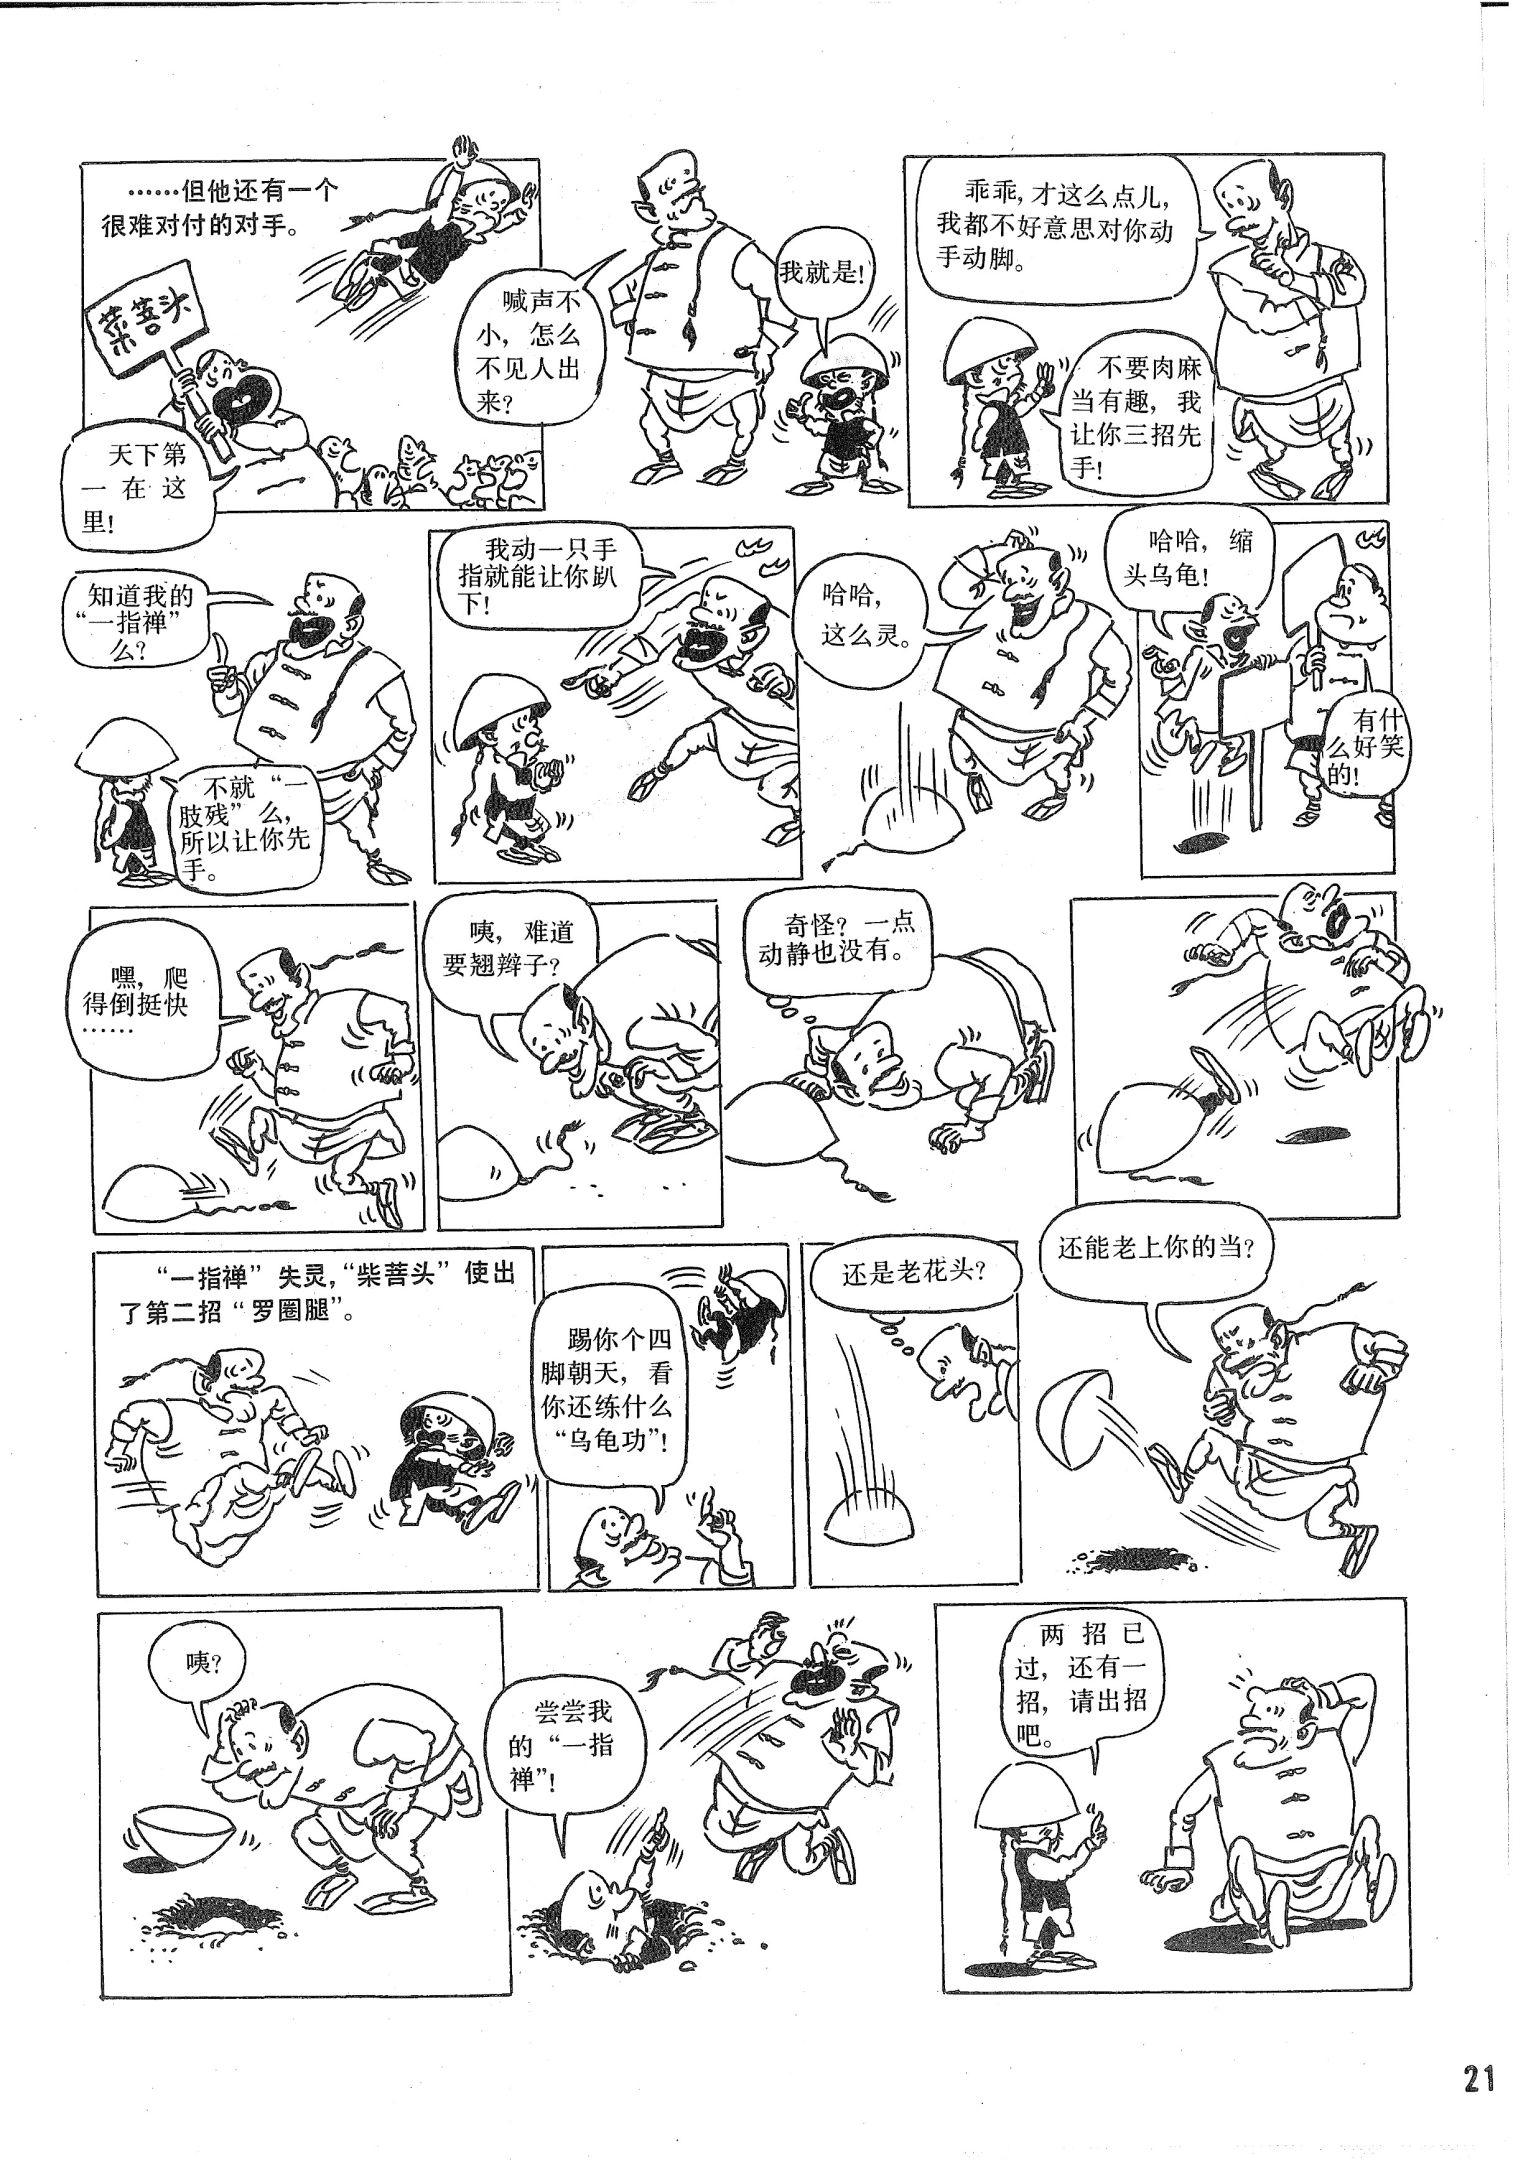 ……但他还有一个
很难对付的对手。
菜菩头
天下第
一在这
里！
喊声不
小，怎么
不见人出
来？
我就是！
乖乖，才这么点儿，
我都不好意思对你动
手动脚。
不要肉麻
当有趣，我
让你三招先
手！
知道我的
“一指禅”
么？
不就“一
肢残”么，
所以让你先
手。
我动一只手
指就能让你趴
下！
哈哈，
这么灵。
哈哈，缩
头乌龟！
有什
么好笑
的！
嘿，爬
得倒挺快
……
咦，难道
要翘辫子？
奇怪？一点
动静也没有。
“一指禅”失灵，“柴菩头”使出
了第二招“罗圈腿”。
踢你个四
脚朝天，看
你还练什么
“乌龟功”！
还是老花头？
还能老上你的当？
咦？
尝尝我
的“一指
禅”！
两招已
过，还有一
招，请出招
吧。
21